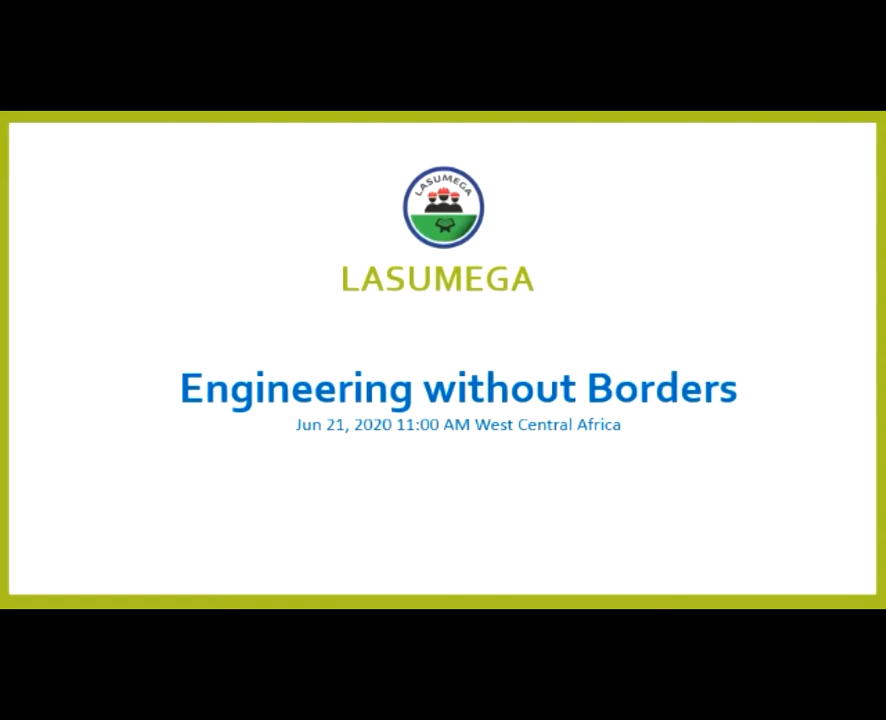 LASUMEGA
LASUMEGA
Engineering without Borders
Jun 21, 2020 11:00 AM West Central Africa